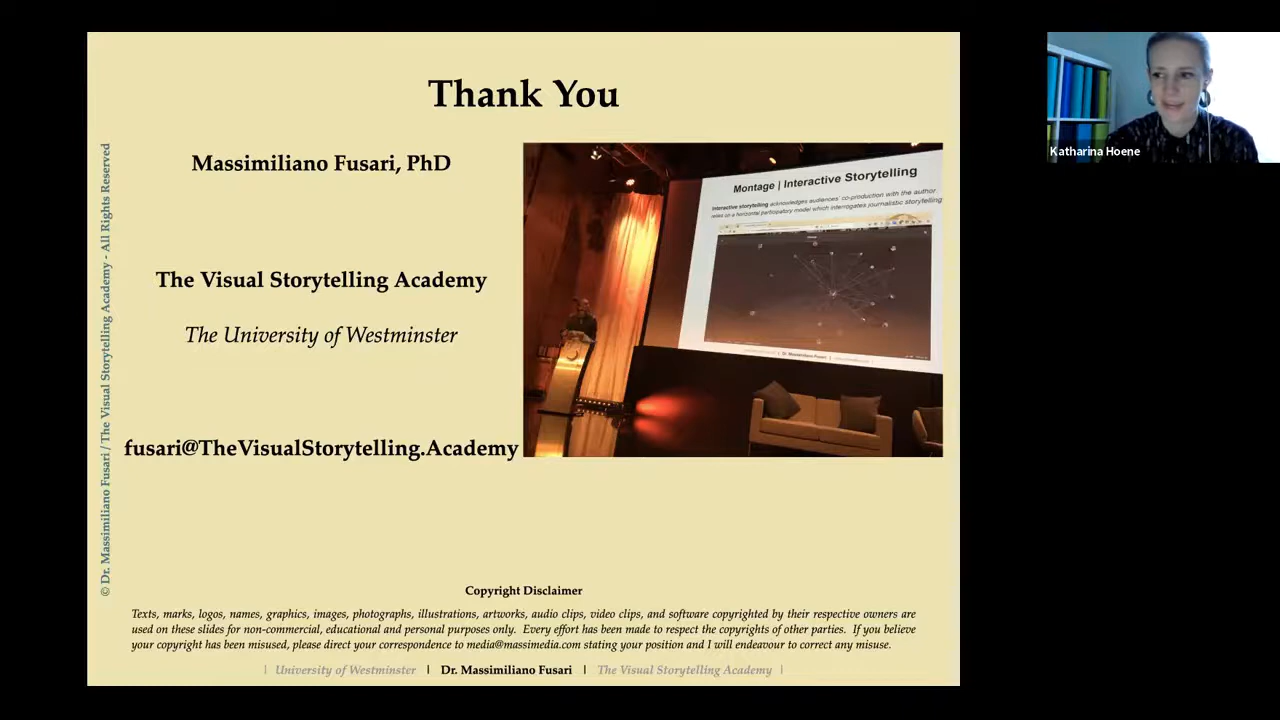 Thank You
Massimiliano Fusari, PhD
The Visual Storytelling Academy
The University of Westminster
fusari@TheVisualStorytelling.Academy
© Dr. Massimiliano Fusari / The Visual Storytelling Academy - All Rights Reserved
Montage | Interactive Storytelling
Interactive storytelling acknowledges audiences' co-production with the author
relies on a horizontal participatory model which interrogates journalistic storytelling
Copyright Disclaimer
Texts, marks, logos, names, graphics, images, photographs, illustrations, artworks, audio clips, video clips, and software copyrighted by their respective owners are
used on these slides for non-commercial, educational and personal purposes only. Every effort has been made to respect the copyrights of other parties. If you believe
your copyright has been misused, please direct your correspondence to media@massimedia.com stating your position and I will endeavour to correct any misuse.
| University of Westminster | Dr. Massimiliano Fusari | The Visual Storytelling Academy |
Katharina Hoene